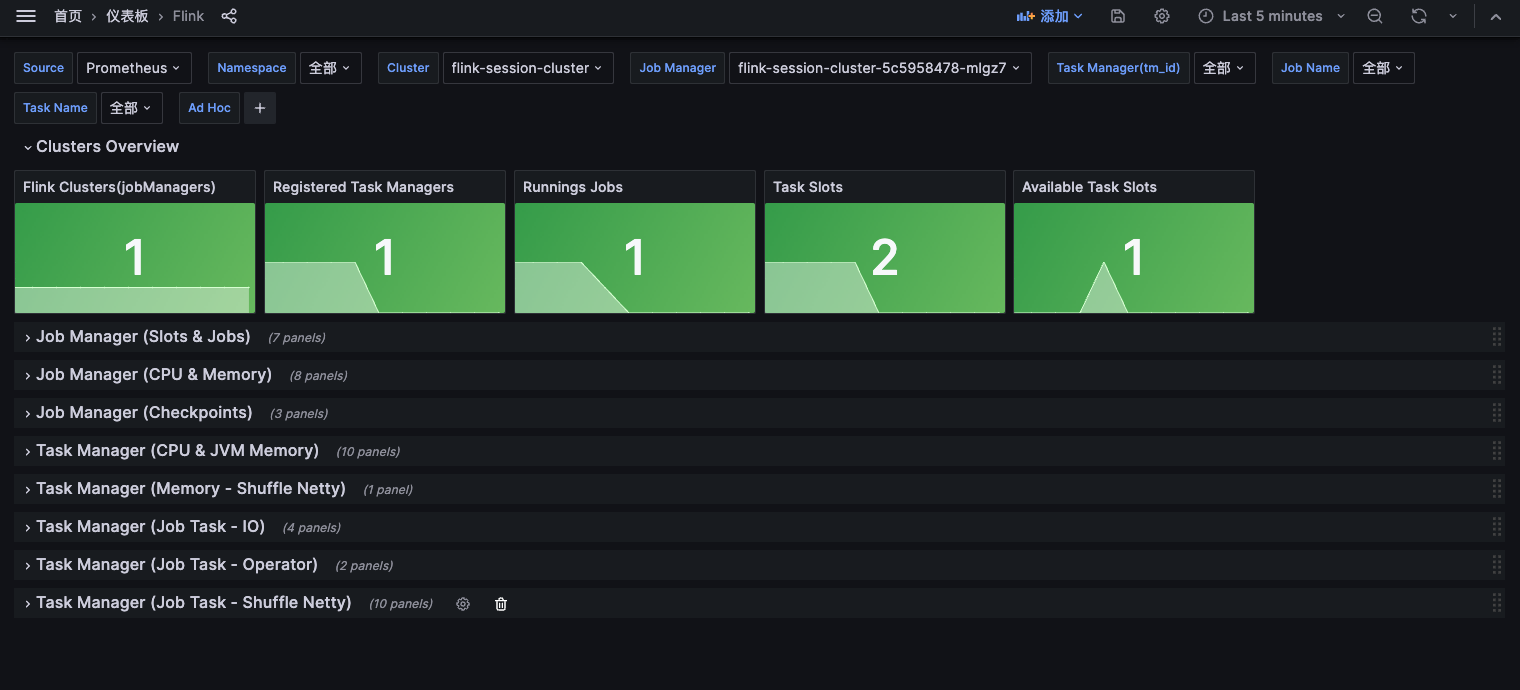 首页 › 仪表板 › Flink 添加 Last 5 minutes
Source Prometheus Namespace 全部 Cluster flink-session-cluster Job Manager flink-session-cluster-5c5958478-mlgz7 Task Manager(tm_id) 全部 Job Name 全部
Task Name 全部 Ad Hoc +
Clusters Overview
Flink Clusters(jobManagers) Registered Task Managers Runnings Jobs Task Slots Available Task Slots
1 1 1 2 1
Job Manager (Slots & Jobs) (7 panels)
Job Manager (CPU & Memory) (8 panels)
Job Manager (Checkpoints) (3 panels)
Task Manager (CPU & JVM Memory) (10 panels)
Task Manager (Memory - Shuffle Netty) (1 panel)
Task Manager (Job Task - IO) (4 panels)
Task Manager (Job Task - Operator) (2 panels)
Task Manager (Job Task - Shuffle Netty) (10 panels)